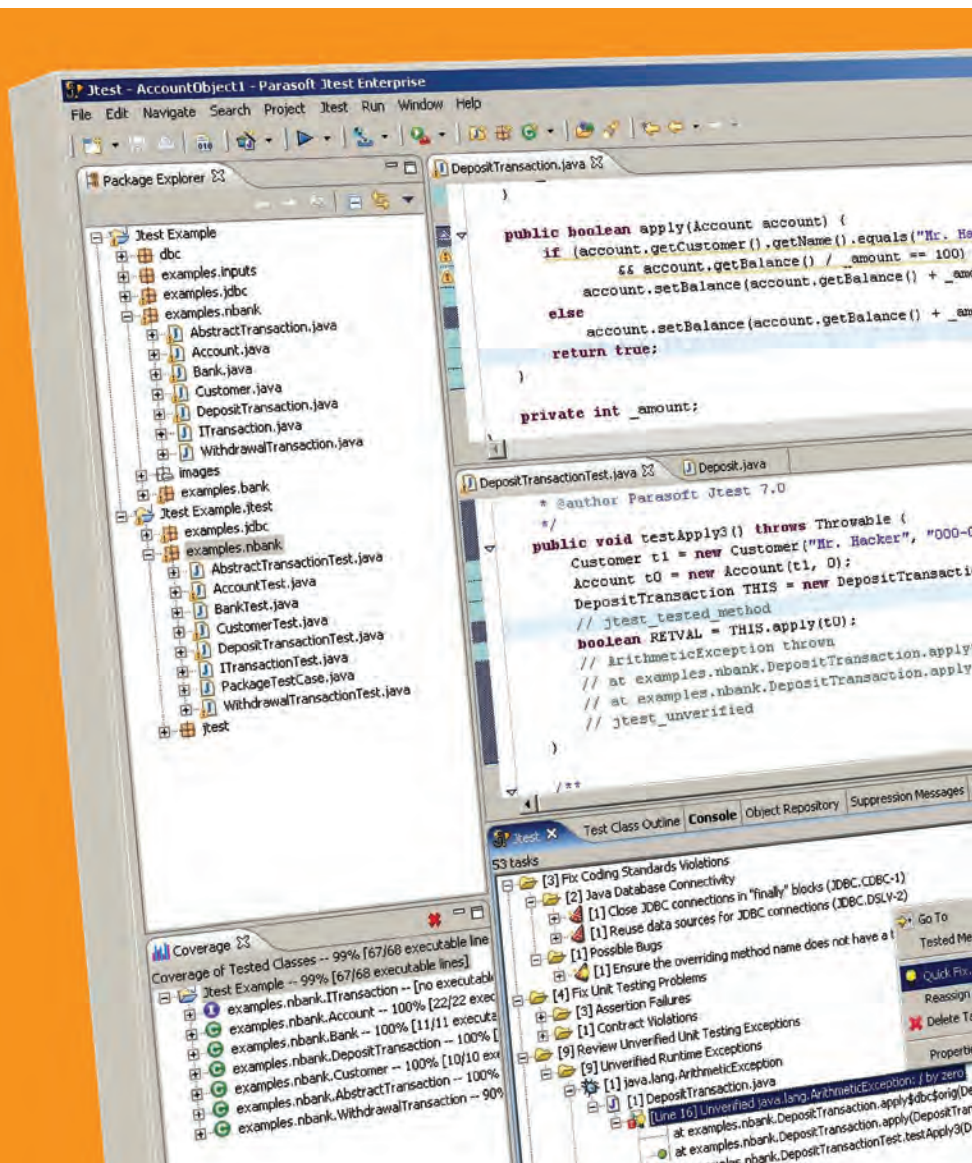 Jtest - AccountObject1 - Parasoft Jtest Enterprise
File Edit Navigate Search Project Jtest Run Window Help
010
Package Explorer
Jtest Example
dbc
examples.inputs
examples.jdbc
examples.nbank
AbstractTransaction.java
Account.java
Bank.java
Customer.java
DepositTransaction.java
ITransaction.java
WithdrawalTransaction.java
images
examples.bank
Jtest Example.jtest
examples.jdbc
examples.nbank
AbstractTransactionTest.java
AccountTest.java
BankTest.java
CustomerTest.java
DepositTransactionTest.java
ITransactionTest.java
PackageTestCase.java
WithdrawalTransactionTest.java
jtest
DepositTransaction.java
}
public boolean apply(Account account) {
if (account.getCustomer().getName().equals("Mr. Ha
&& account.getBalance() / _amount == 100)
account.setBalance(account.getBalance() + _am
else
account.setBalance(account.getBalance() + _am
return true;
}
private int _amount;
DepositTransactionTest.java Deposit.java
* @author Parasoft Jtest 7.0
*/
public void testApply3() throws Throwable {
Customer t1 = new Customer("Mr. Hacker", "000-0
Account t0 = new Account(t1, 0);
DepositTransaction THIS = new DepositTransactio
// jtest_tested_method
boolean RETVAL = THIS.apply(t0);
// ArithmeticException thrown
// at examples.nbank.DepositTransaction.apply
// at examples.nbank.DepositTransaction.apply
// jtest_unverified
}
/**
Jtest Test Class Outline Console Object Repository Suppression Messages
53 tasks
[3] Fix Coding Standards Violations
[2] Java Database Connectivity
[1] Close JDBC connections in "finally" blocks (JDBC.CDBC-1)
[1] Reuse data sources for JDBC connections (JDBC.DSLV-2)
[1] Possible Bugs
[1] Ensure the overriding method name does not have a t
[4] Fix Unit Testing Problems
[3] Assertion Failures
[1] Contract Violations
[9] Review Unverified Unit Testing Exceptions
[9] Unverified Runtime Exceptions
[1] java.lang.ArithmeticException
[1] DepositTransaction.java
[Line 16] Unverified java.lang.ArithmeticException: / by zero
at examples.nbank.DepositTransaction.apply$dbc$orig(De
at examples.nbank.DepositTransaction.apply(DepositTran
nbank.DepositTransactionTest.testApply3(D
Go To
Tested Me
Quick Fix.
Reassign
Delete Ta
Properti
Coverage
Coverage of Tested Classes -- 99% [67/68 executable line
Jtest Example -- 99% [67/68 executable lines]
examples.nbank.ITransaction -- [no executabl
examples.nbank.Account -- 100% [22/22 exec
examples.nbank.Bank -- 100% [11/11 executa
examples.nbank.DepositTransaction -- 100% [
examples.nbank.Customer -- 100% [10/10 exe
examples.nbank.AbstractTransaction -- 100%
examples.nbank.WithdrawalTransaction -- 90%